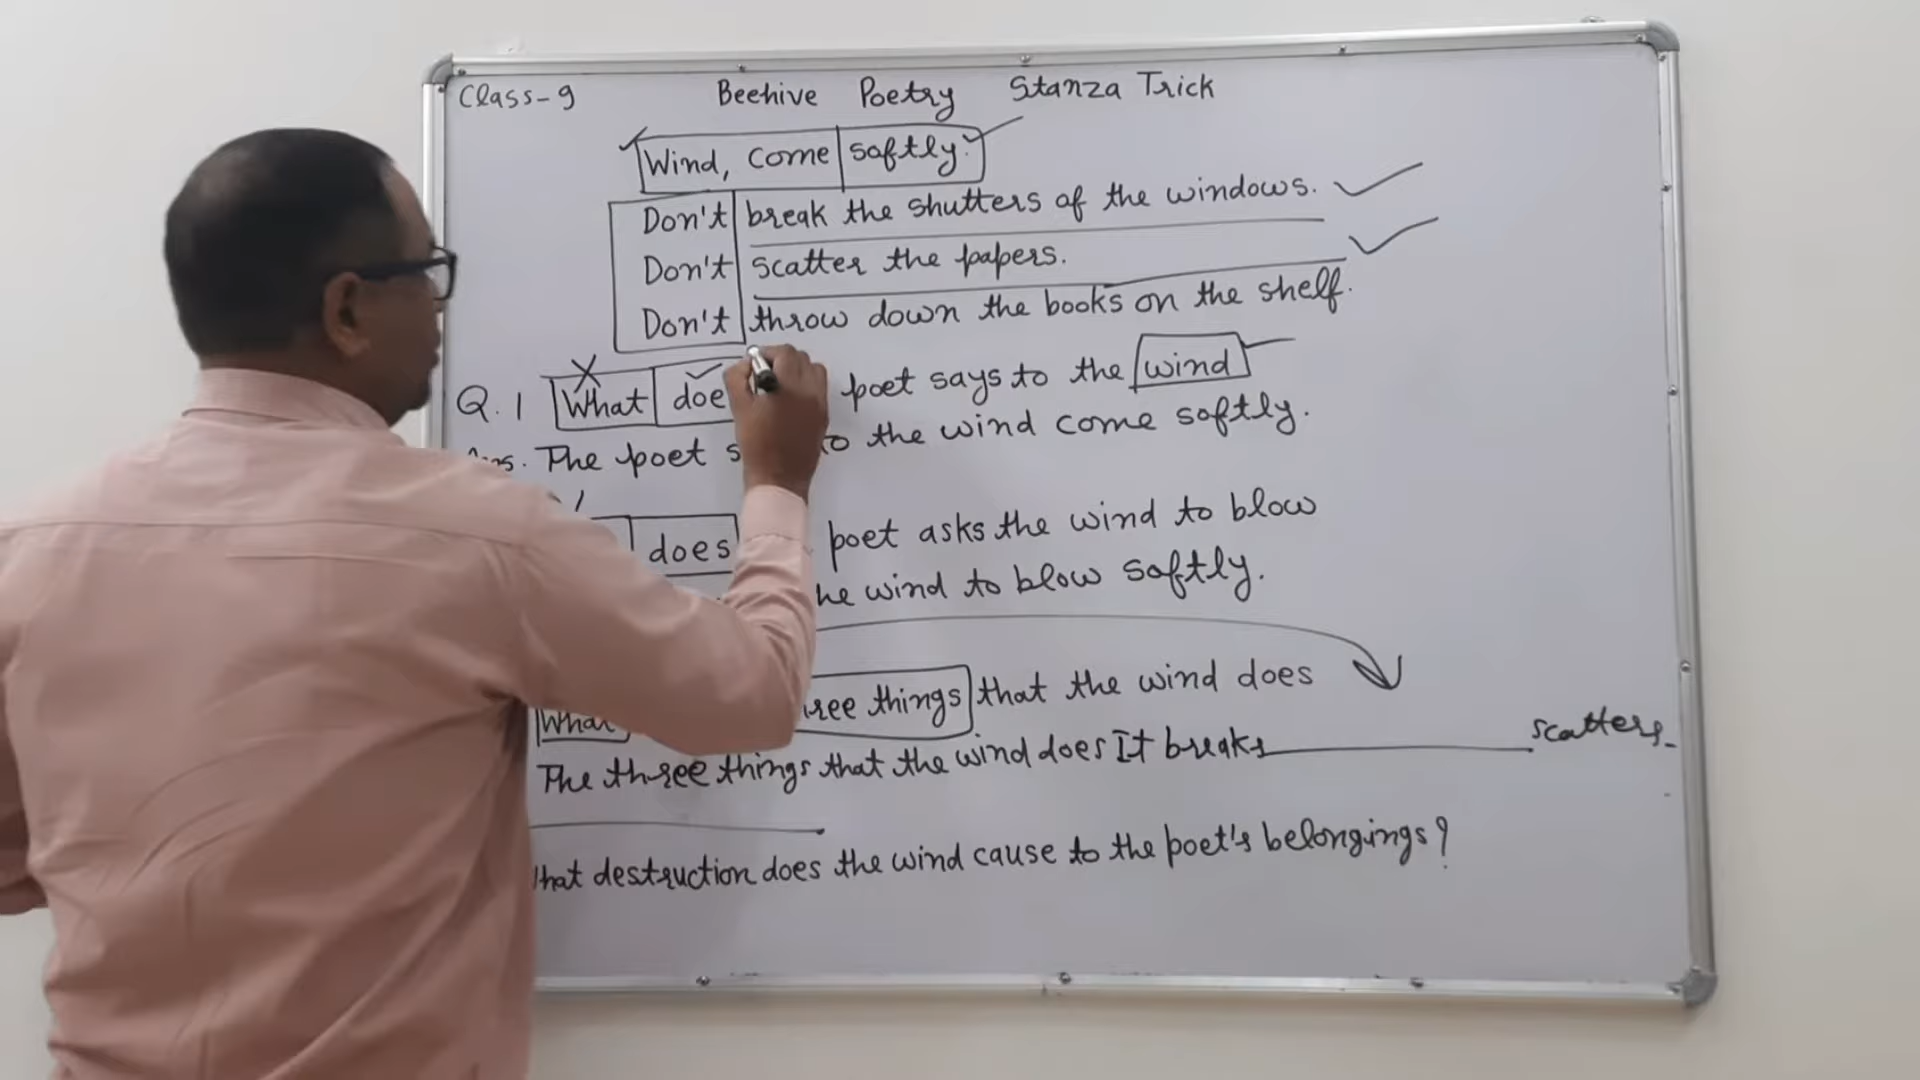 Class-9 Beehive Poetry Stanza Trick
Wind, come softly.
Don't break the shutters of the windows.
Don't scatter the papers.
Don't throw down the books on the shelf.
Q.1 What poet says to the wind
The poet to the wind come softly.
does poet asks the wind to blow
wind to blow softly.
What things that the wind does
The three things that the wind does It breaks scatters
destruction does the wind cause to the poet's belongings?